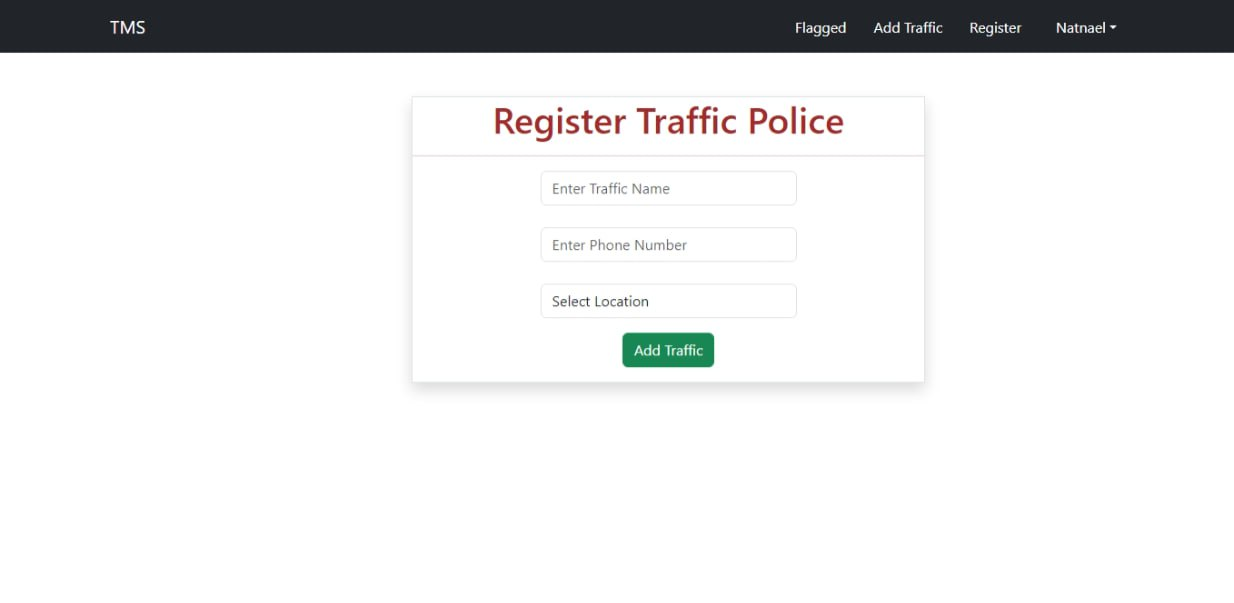 TMS Flagged Add Traffic Register Natnael
Register Traffic Police
Enter Traffic Name
Enter Phone Number
Select Location
Add Traffic